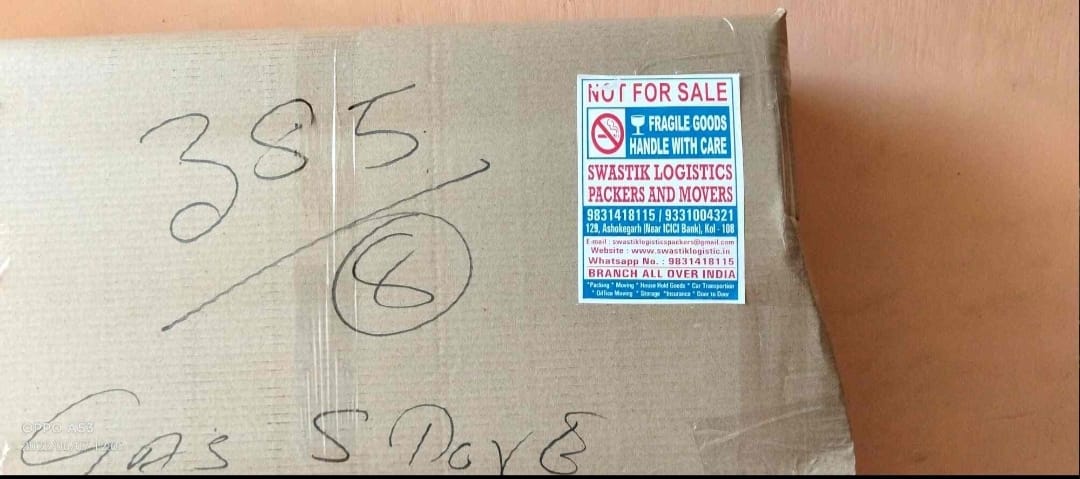 385
/
8
GAS STOVE
NOT FOR SALE
FRAGILE GOODS
HANDLE WITH CARE
SWASTIK LOGISTICS
PACKERS AND MOVERS
9831418115 / 9331004321
129, Ashokegarh (Near ICICI Bank), Kol - 108
E-mail : swastiklogisticspackers@gmail.com
Website : www.swastiklogistic.in
Whatsapp No. : 9831418115
BRANCH ALL OVER INDIA
*Packing * Moving * House Hold Goods * Car Transportion
* Office Moving * Storage *Insurance * Door to Door
OPPO A53